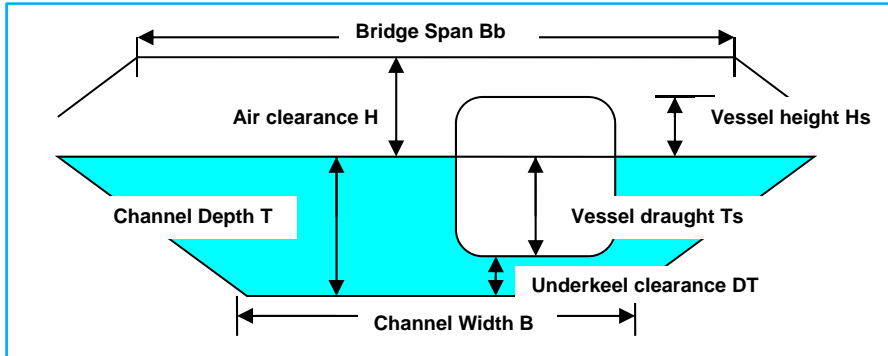 Bridge Span Bb
Air clearance H
Vessel height Hs
Channel Depth T
Vessel draught Ts
Underkeel clearance DT
Channel Width B